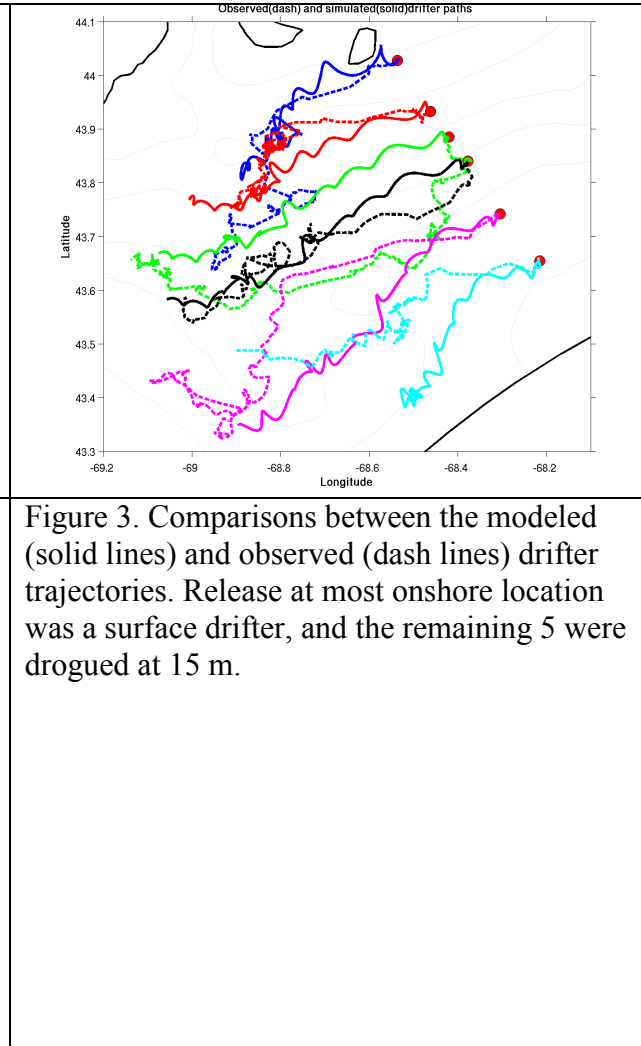 Observed(dash) and simulated(solid)drifter paths
44.1
44
43.9
43.8
43.7
43.6
43.5
43.4
43.3
Latitude
-69.2 -69 -68.8 -68.6 -68.4 -68.2
Longitude
Figure 3. Comparisons between the modeled
(solid lines) and observed (dash lines) drifter
trajectories. Release at most onshore location
was a surface drifter, and the remaining 5 were
drogued at 15 m.